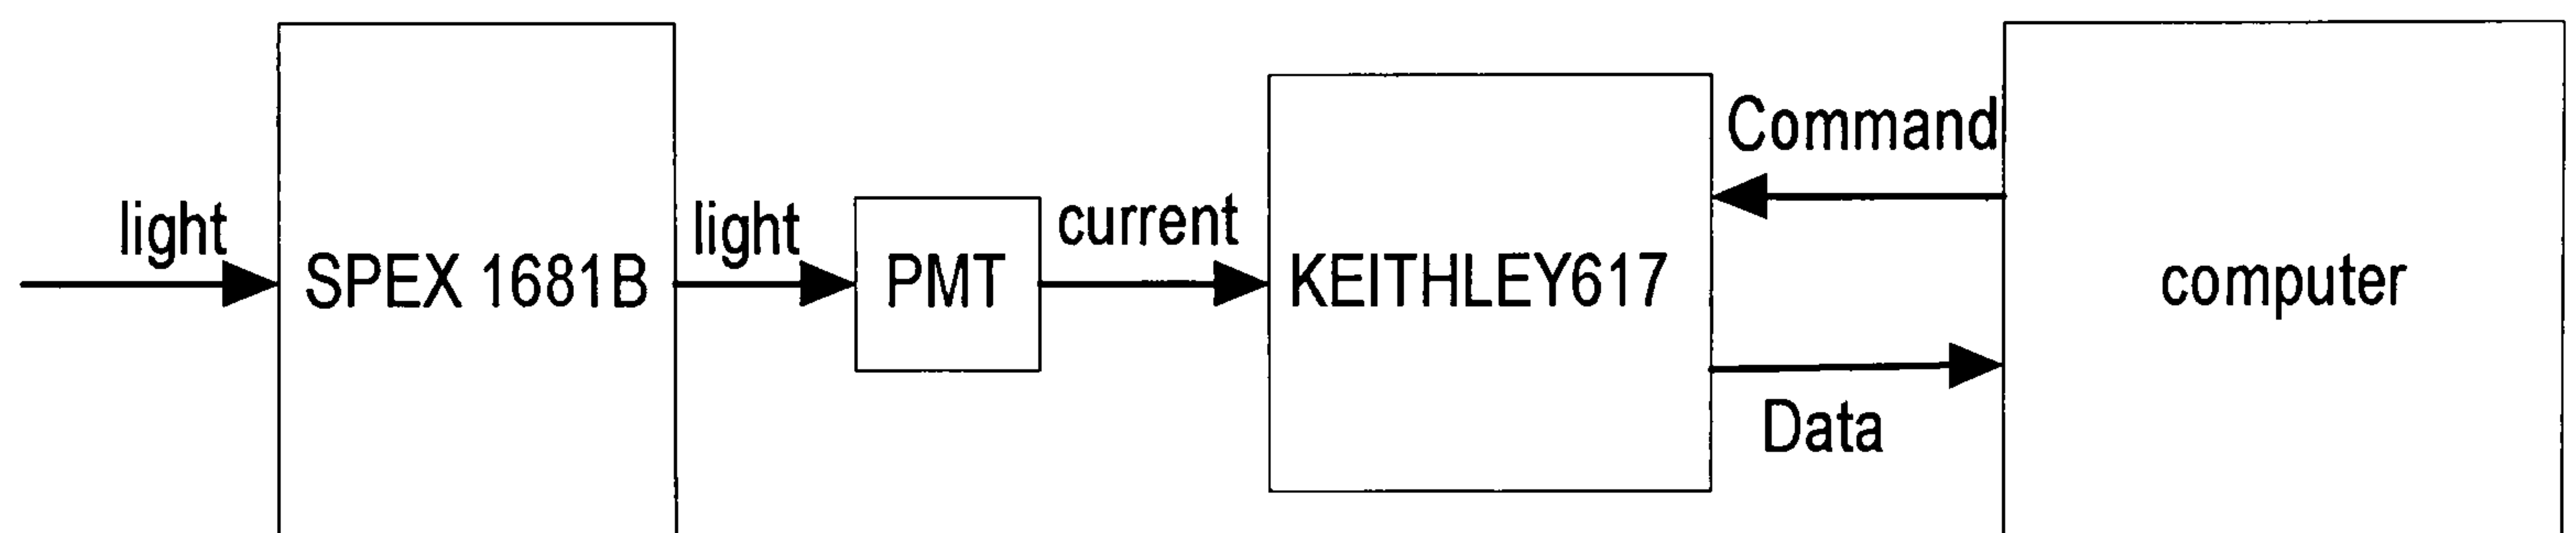 light
SPEX 1681B
light
PMT
current
KEITHLEY617
Command
Data
computer